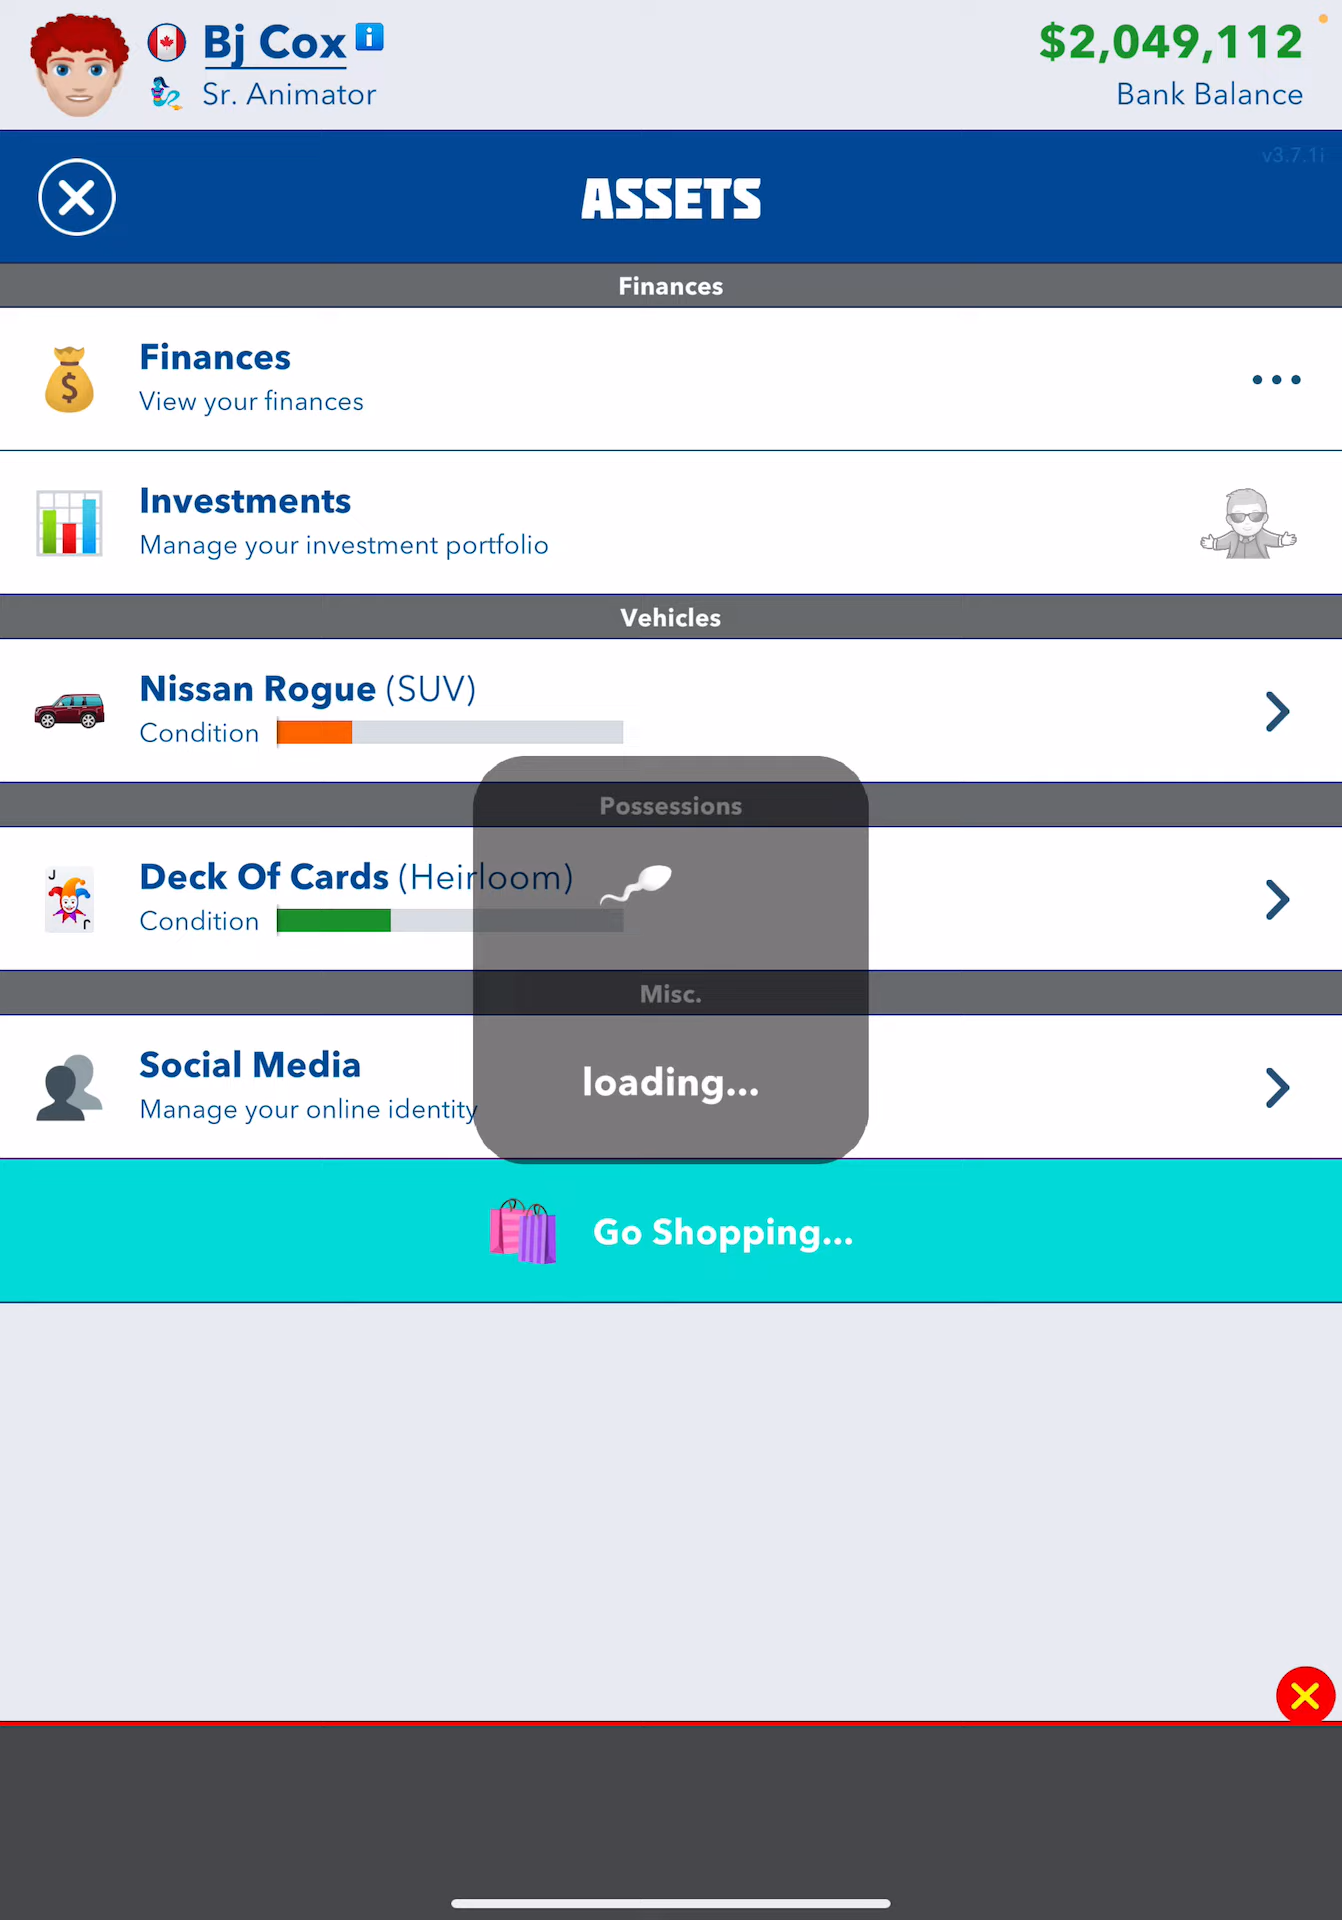 Bj Cox
$2,049,112
Sr. Animator
Bank Balance
v3.7.1i
ASSETS
Finances
Finances
View your finances
Investments
Manage your investment portfolio
Vehicles
Nissan Rogue (SUV)
Condition
Possessions
Deck Of Cards (Heirloom)
Condition
Misc.
Social Media
loading...
Manage your online identity
Go Shopping...